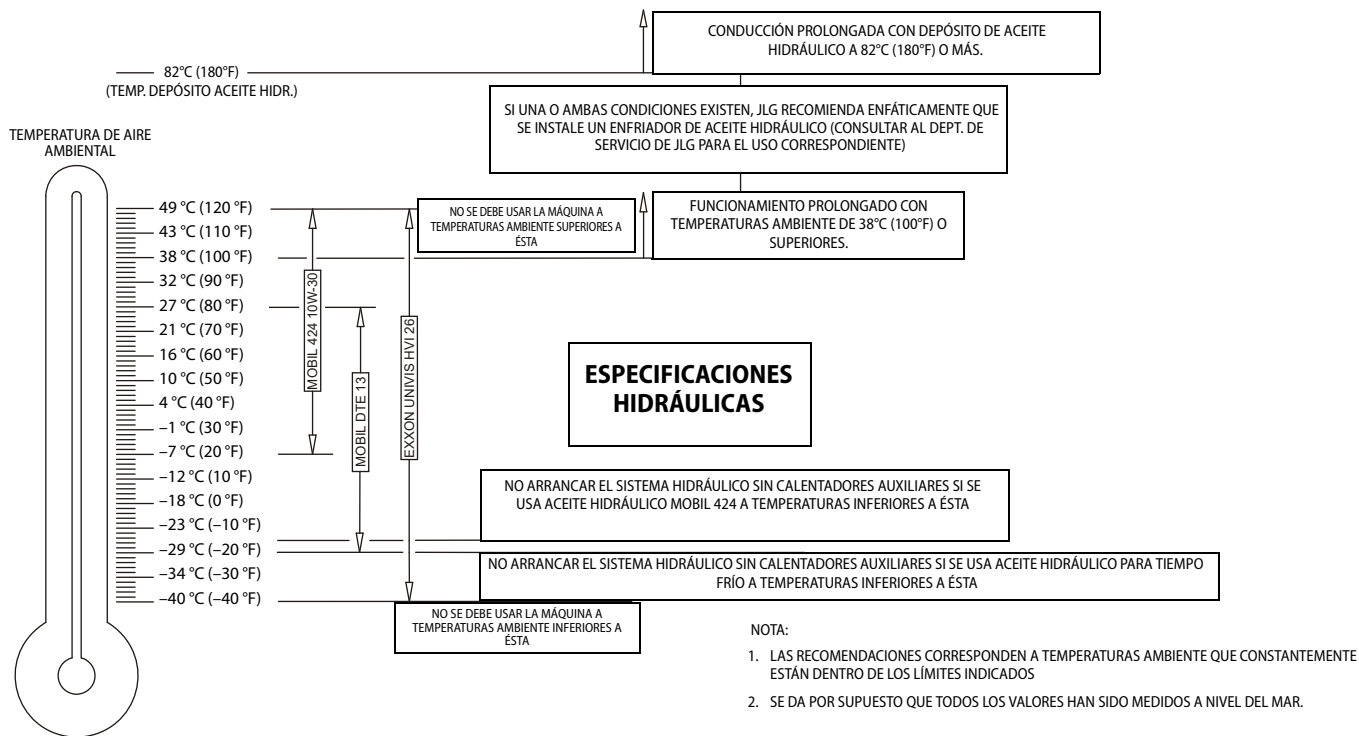 CONDUCCIÓN PROLONGADA CON DEPÓSITO DE ACEITE
HIDRÁULICO A 82°C (180°F) O MÁS.
82°C (180°F)
(TEMP. DEPÓSITO ACEITE HIDR.)
SI UNA O AMBAS CONDICIONES EXISTEN, JLG RECOMIENDA ENFÁTICAMENTE QUE
SE INSTALE UN ENFRIADOR DE ACEITE HIDRÁULICO (CONSULTAR AL DEPT. DE
SERVICIO DE JLG PARA EL USO CORRESPONDIENTE)
TEMPERATURA DE AIRE
AMBIENTAL
49 °C (120 °F)
43 °C (110 °F)
38 °C (100 °F)
32 °C (90 °F)
27 °C (80 °F)
21 °C (70 °F)
16 °C (60 °F)
10 °C (50 °F)
4 °C (40 °F)
–1 °C (30 °F)
–7 °C (20 °F)
–12 °C (10 °F)
–18 °C (0 °F)
–23 °C (–10 °F)
–29 °C (–20 °F)
–34 °C (–30 °F)
–40 °C (–40 °F)
MOBIL 424 10W-30
MOBIL DTE 13
EXXON UNIVIS HVI 26
NO SE DEBE USAR LA MÁQUINA A
TEMPERATURAS AMBIENTE SUPERIORES A
ÉSTA
FUNCIONAMIENTO PROLONGADO CON
TEMPERATURAS AMBIENTE DE 38°C (100°F) O
SUPERIORES.
ESPECIFICACIONES
HIDRÁULICAS
NO ARRANCAR EL SISTEMA HIDRÁULICO SIN CALENTADORES AUXILIARES SI SE
USA ACEITE HIDRÁULICO MOBIL 424 A TEMPERATURAS INFERIORES A ÉSTA
NO ARRANCAR EL SISTEMA HIDRÁULICO SIN CALENTADORES AUXILIARES SI SE USA ACEITE HIDRÁULICO PARA TIEMPO
FRÍO A TEMPERATURAS INFERIORES A ÉSTA
NO SE DEBE USAR LA MÁQUINA A
TEMPERATURAS AMBIENTE INFERIORES A
ÉSTA
NOTA:
1. LAS RECOMENDACIONES CORRESPONDEN A TEMPERATURAS AMBIENTE QUE CONSTANTEMENTE
ESTÁN DENTRO DE LOS LÍMITES INDICADOS
2. SE DA POR SUPUESTO QUE TODOS LOS VALORES HAN SIDO MEDIDOS A NIVEL DEL MAR.